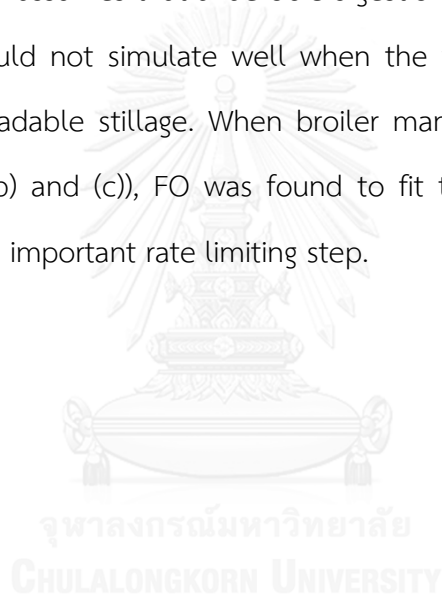 uld not simulate well when the
adable stillage. When broiler mar
o) and (c)), FO was found to fit t
important rate limiting step.
จุฬาลงกรณ์มหาวิทยาลัย
CHULALONGKORN UNIVERSITY